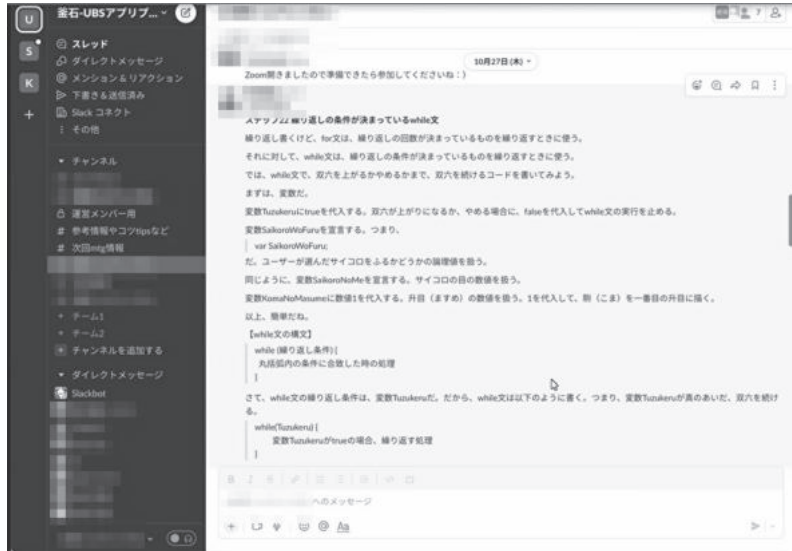 U
釜石-UBSアプリプ...
S
K
+
スレッド
ダイレクトメッセージ
メンション&リアクション
下書き&送信済み
Slack コネクト
その他
チャンネル
運営メンバー用
# 参考情報やコツtipsなど
# 次回mtg情報
+ チーム1
+ チーム2
+ チャンネルを追加する
ダイレクトメッセージ
Slackbot
7
10月27日(木)
Zoom開きましたので準備できたら参加してくださいね：)
ステップ22 繰り返しの条件が決まっているwhile文
繰り返し書くけど、for文は、繰り返しの回数が決まっているものを繰り返すときに使う。
それに対して、while文は、繰り返しの条件が決まっているものを繰り返すときに使う。
では、while文で、双六を上がるかやめるかまで、双六を続けるコードを書いてみよう。
まずは、変数だ。
変数Tuzukeruにtrueを代入する。双六が上がりになるか、やめる場合に、falseを代入してwhile文の実行を止める。
変数SaikoroWoFuruを宣言する。つまり、
var SaikoroWoFuru;
だ。ユーザーが選んだサイコロをふるかどうかの論理値を扱う。
同じように、変数SaikoroNoMeを宣言する。サイコロの目の数値を扱う。
変数KomaNoMasumeに数値1を代入する。升目（ますめ）の数値を扱う。1を代入して、駒（こま）を一番目の升目に描く。
以上、簡単だね。
【while文の構文】
while (繰り返し条件) {
丸括弧内の条件に合致した時の処理
}
さて、while文の繰り返し条件は、変数Tuzukeruだ。だから、while文は以下のように書く。つまり、変数Tuzukeruが真のあいだ、双六を続け
る。
while(Tuzukeru) {
変数Tuzukeruがtrueの場合、繰り返す処理
}
B I S
へのメッセージ
+ @ Aa